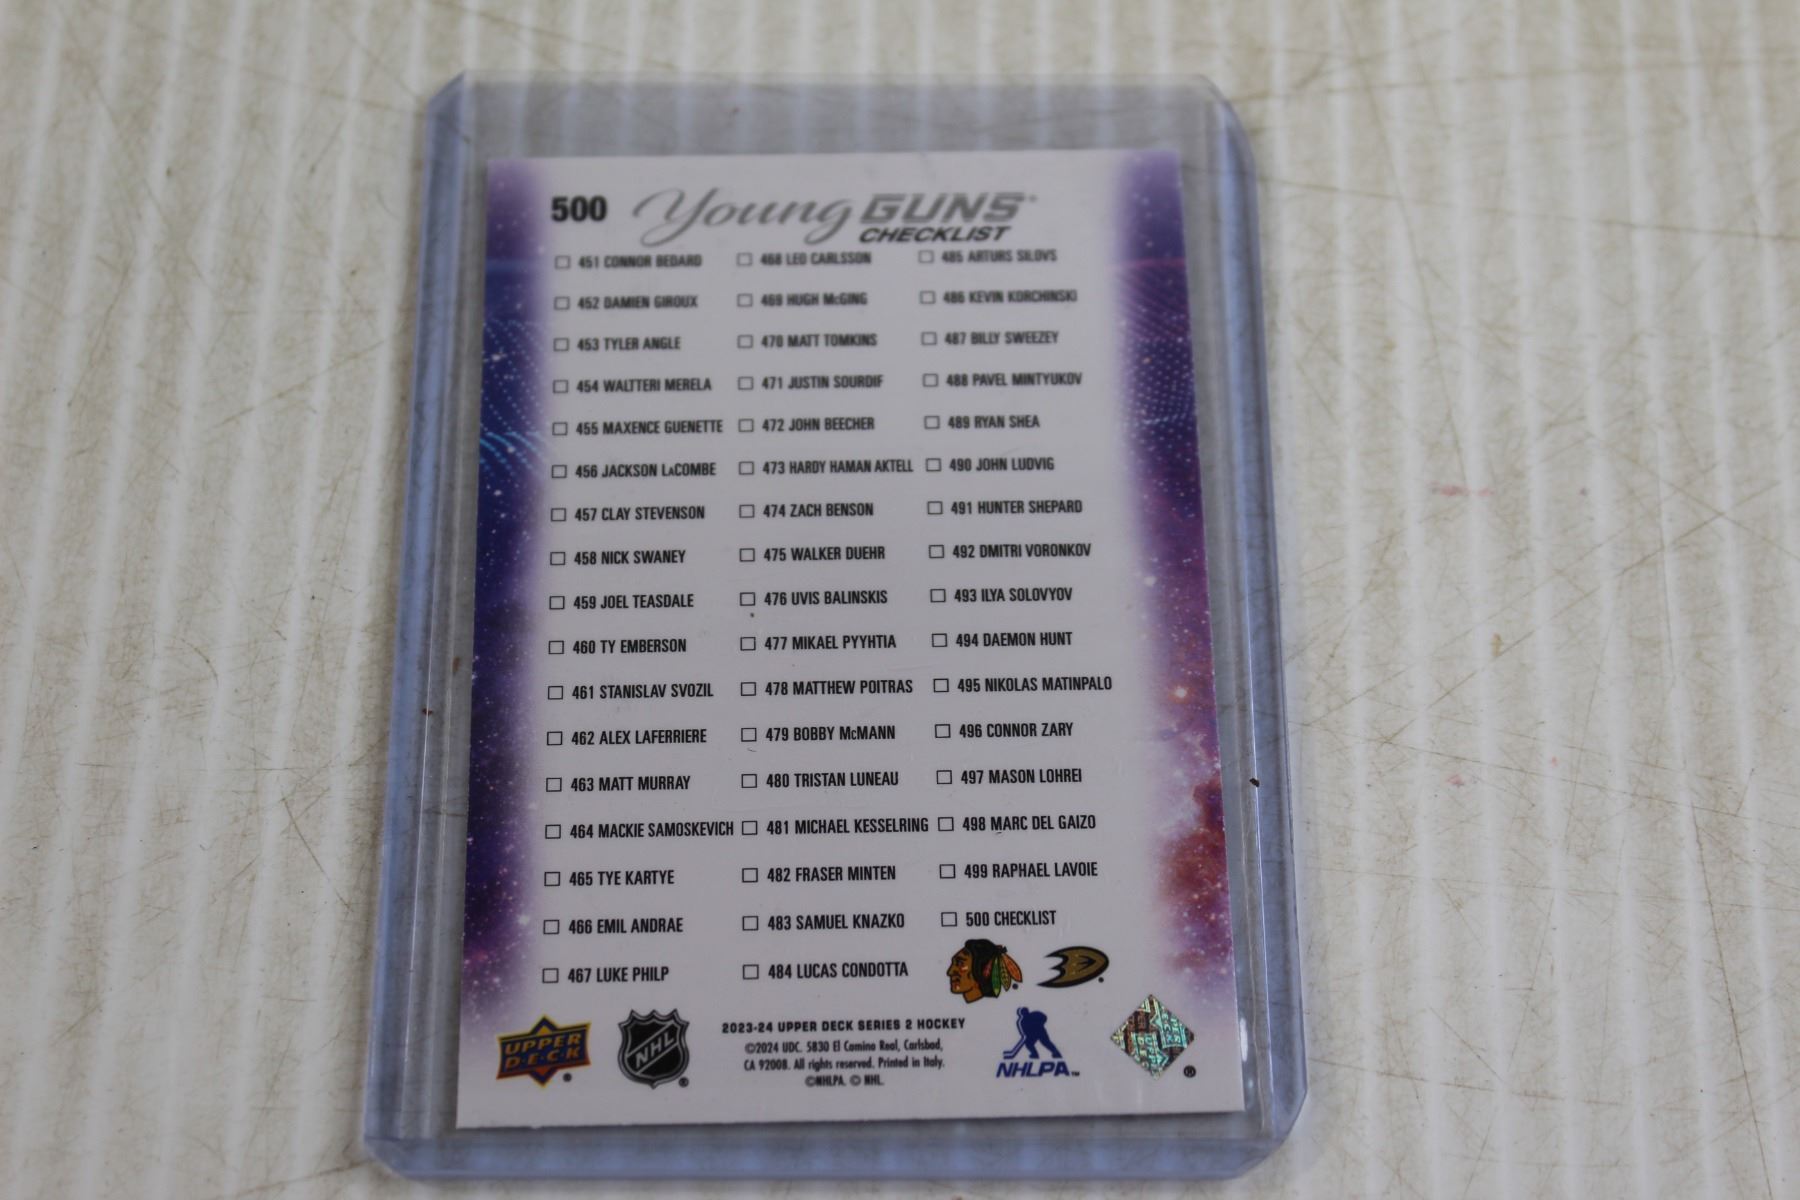 500 Young GUNS
CHECKLIST
451 CONNOR BEDARD
452 DAMIEN GIROUX
453 TYLER ANGLE
454 WALTTERI MERELA
455 MAXENCE GUENETTE
456 JACKSON LACOMBE
457 CLAY STEVENSON
458 NICK SWANEY
459 JOEL TEASDALE
460 TY EMBERSON
461 STANISLAV SVOZIL
462 ALEX LAFERRIERE
463 MATT MURRAY
464 MACKIE SAMOSKEVICH
465 TYE KARTYE
466 EMIL ANDRAE
467 LUKE PHILP
468 LEO CARLSSON
469 HUGH McGING
470 MATT TOMKINS
471 JUSTIN SOURDIF
472 JOHN BEECHER
473 HARDY HAMAN AKTELL
474 ZACH BENSON
475 WALKER DUEHR
476 UVIS BALINSKIS
477 MIKAEL PYYHTIA
478 MATTHEW POITRAS
479 BOBBY McMANN
480 TRISTAN LUNEAU
481 MICHAEL KESSELRING
482 FRASER MINTEN
483 SAMUEL KNAZKO
484 LUCAS CONDOTTA
485 ARTURS SILOVS
486 KEVIN KORCHINSKI
487 BILLY SWEEZEY
488 PAVEL MINTYUKOV
489 RYAN SHEA
490 JOHN LUDVIG
491 HUNTER SHEPARD
492 DMITRI VORONKOV
493 ILYA SOLOVYOV
494 DAEMON HUNT
495 NIKOLAS MATINPALO
496 CONNOR ZARY
497 MASON LOHREI
498 MARC DEL GAIZO
499 RAPHAEL LAVOIE
500 CHECKLIST
UPPER
D·E·C·K
®
NHL
®
2023-24 UPPER DECK SERIES 2 HOCKEY
©2024 UDC. 5830 El Camino Real, Carlsbad,
CA 92008. All rights reserved. Printed in Italy.
©NHLPA. © NHL.
NHLPA™
®